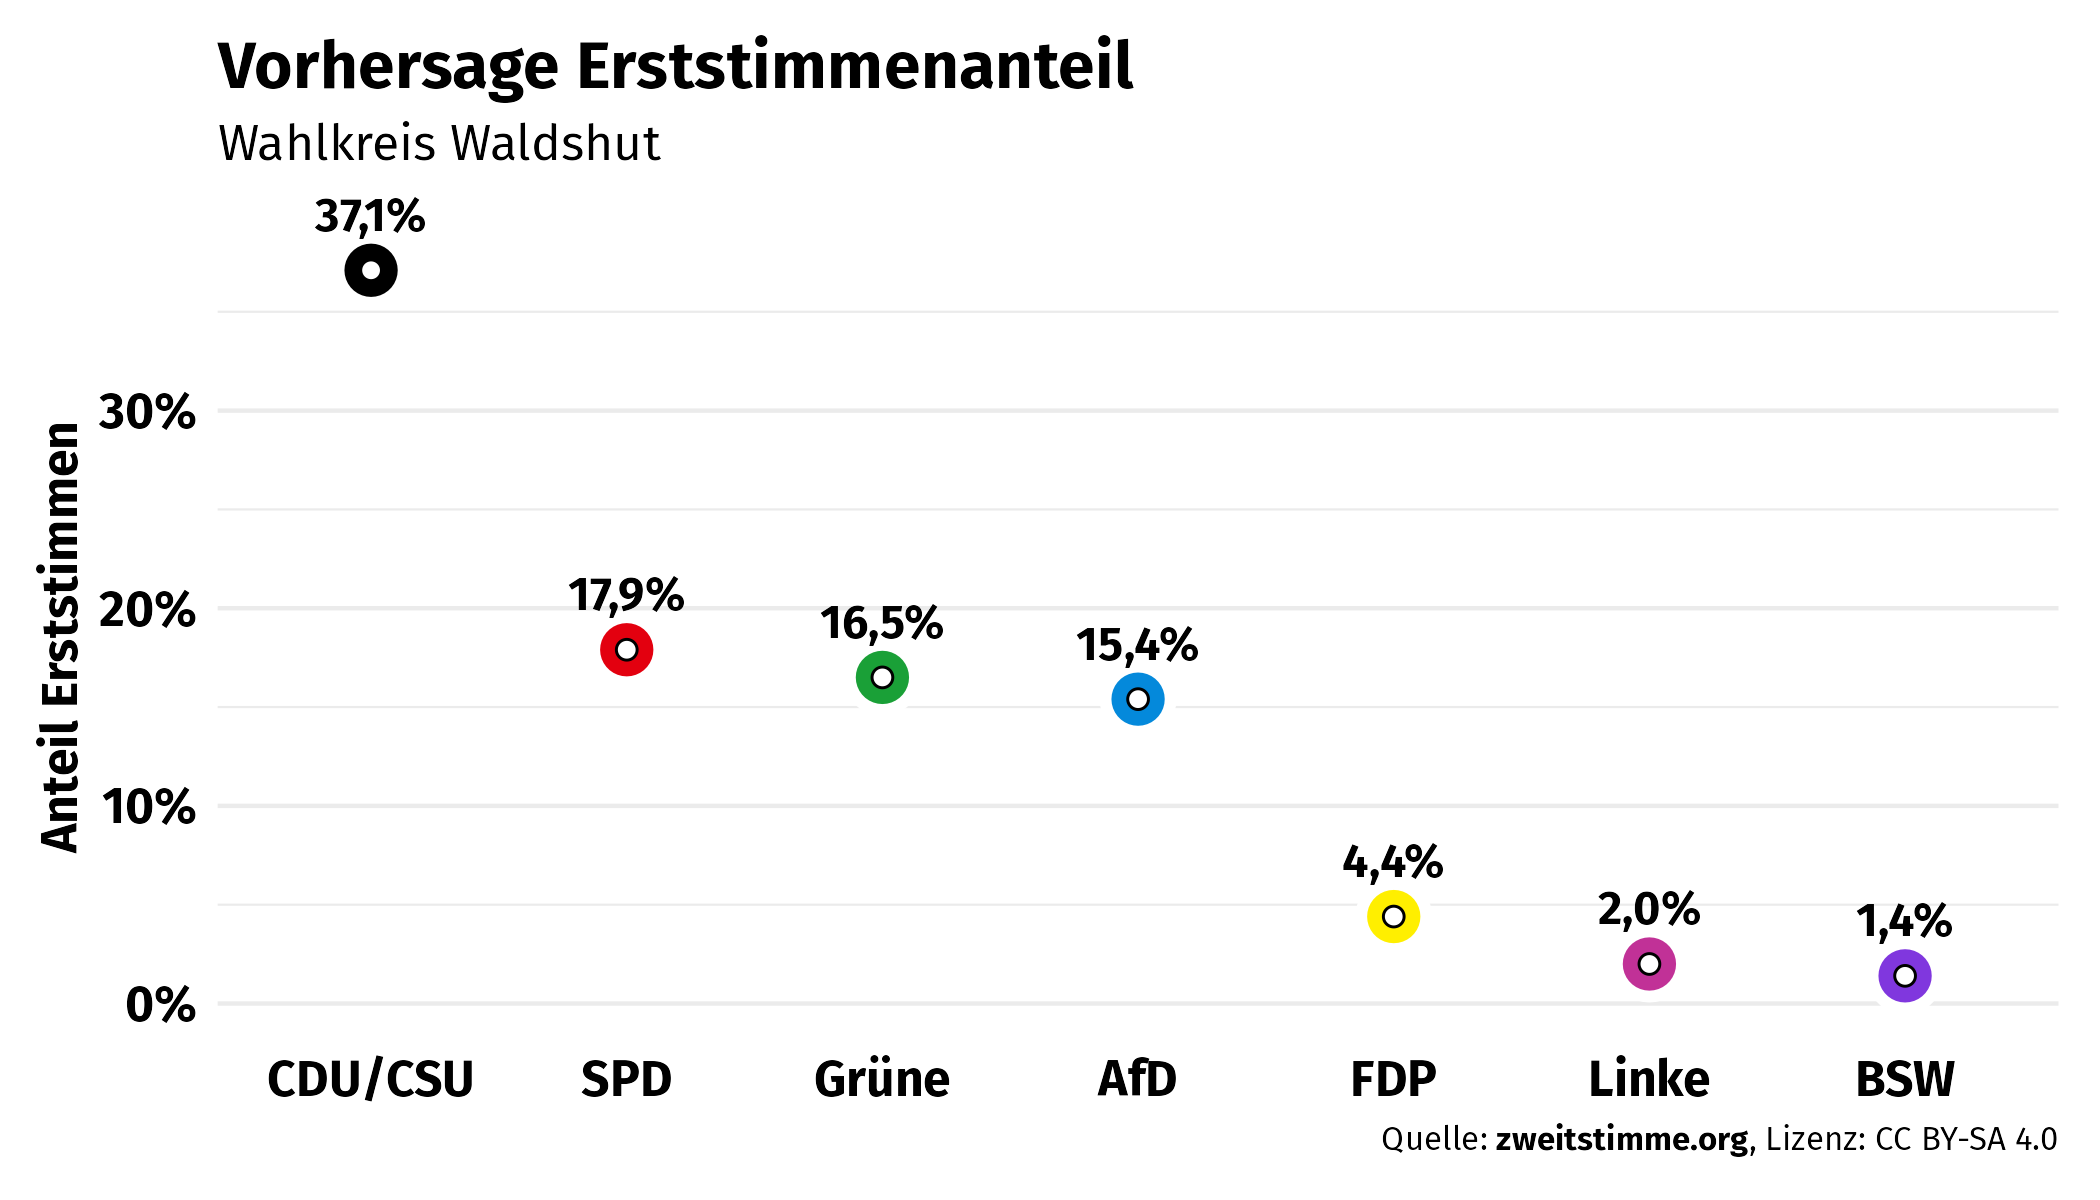 Vorhersage Erststimmenanteil
Wahlkreis Waldshut
37,1%
30%
20%
10%
0%
Anteil Erststimmen
17,9%
16,5%
15,4%
4,4%
2,0%
1,4%
CDU/CSU SPD Grüne AfD FDP Linke BSW
Quelle: zweitstimme.org, Lizenz: CC BY-SA 4.0